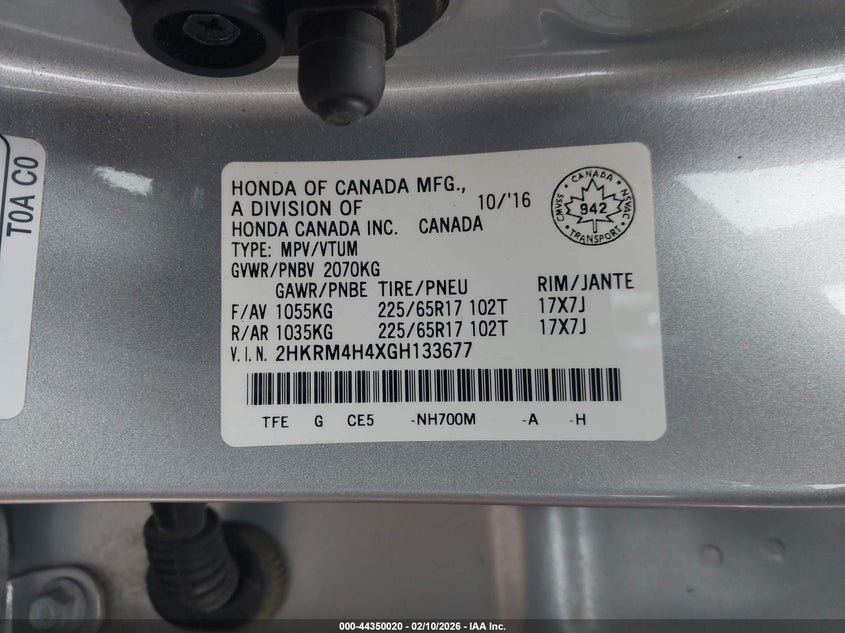 T0A C0
HONDA OF CANADA MFG.,
A DIVISION OF 10/'16
HONDA CANADA INC. CANADA
CANADA
CMVSS 942 NSVAC
TRANSPORT
TYPE: MPV/VTUM
GVWR/PNBV 2070KG
GAWR/PNBE TIRE/PNEU RIM/JANTE
F/AV 1055KG 225/65R17 102T 17X7J
R/AR 1035KG 225/65R17 102T 17X7J
V.I.N. 2HKRM4H4XGH133677
TFE G CE5 -NH700M -A -H
000-44350020 - 02/10/2026 - IAA Inc.